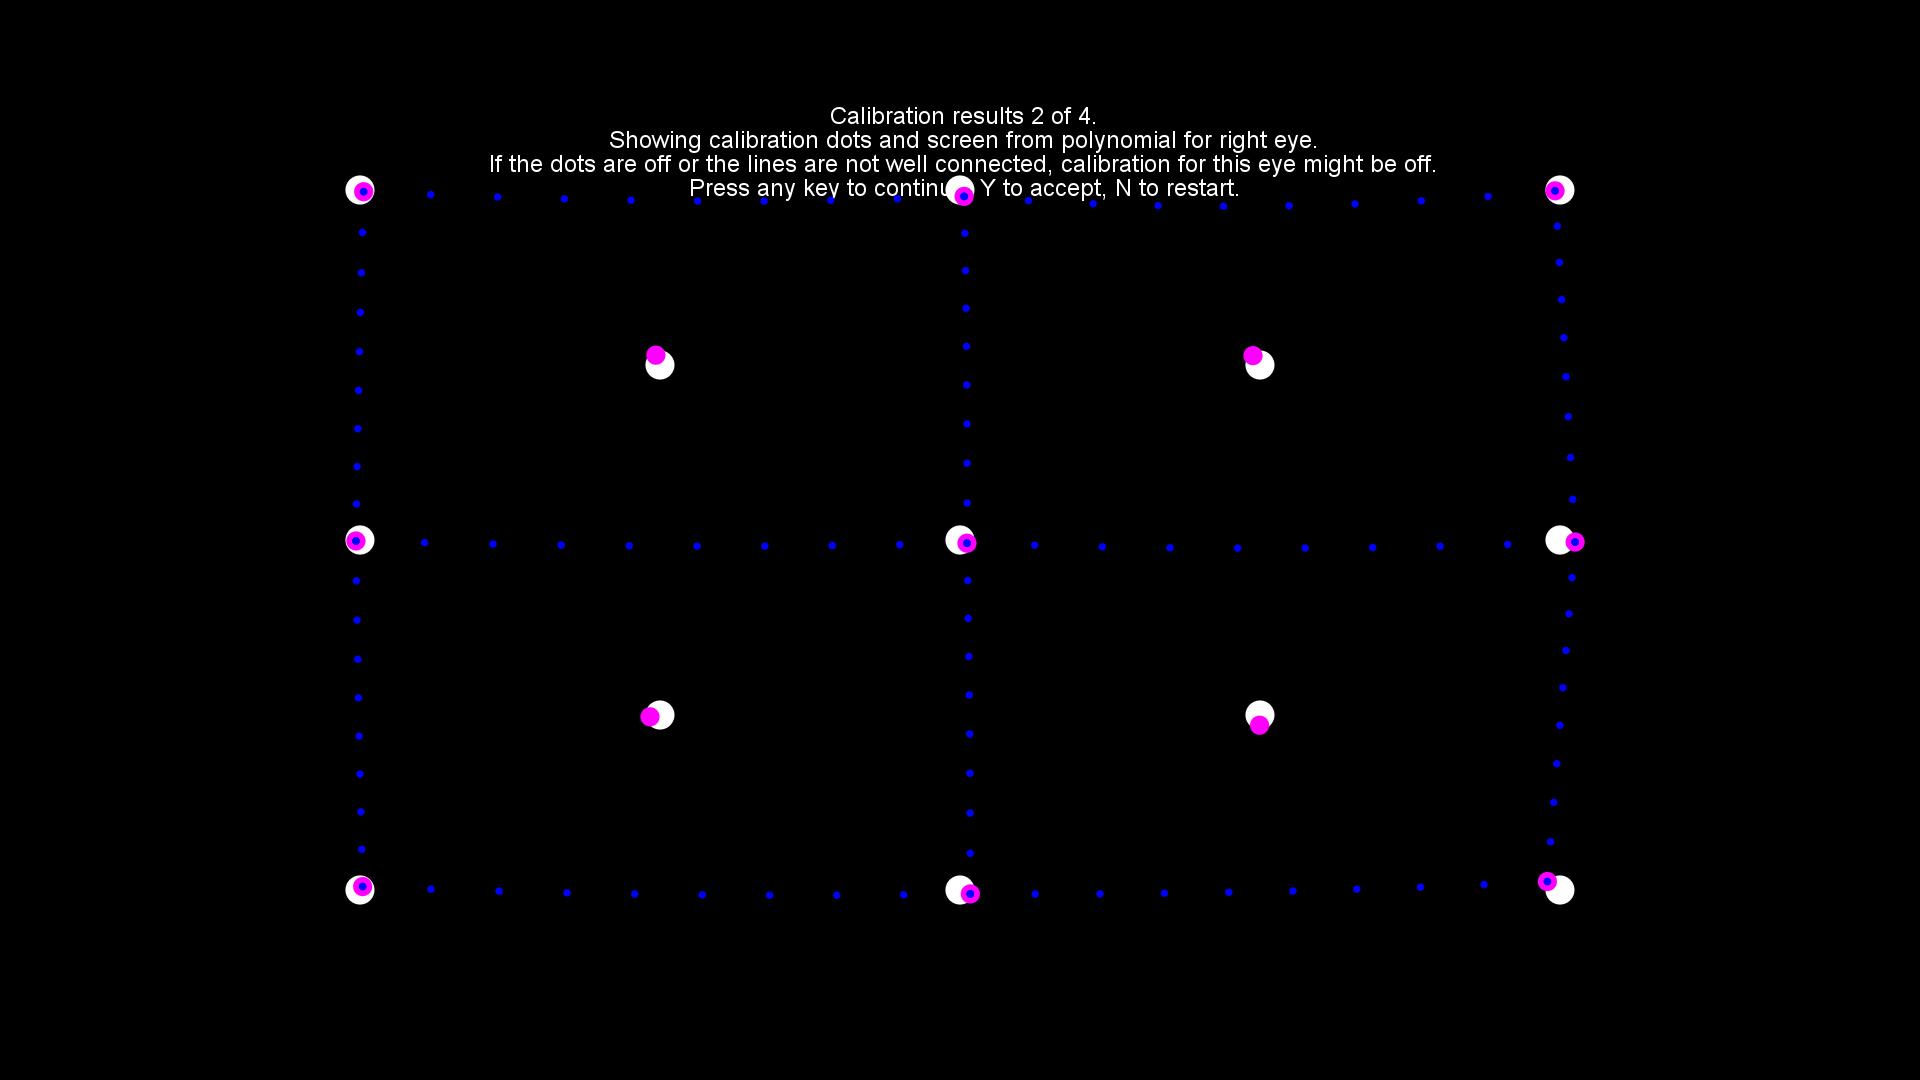 Calibration results 2 of 4.
Showing calibration dots and screen from polynomial for right eye.
If the dots are off or the lines are not well connected, calibration for this eye might be off.
Press any key to continue, Y to accept, N to restart.